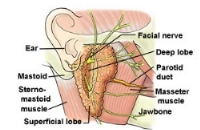 Facial nerve
Ear
Deep lobe
Parotid
duct
Mastoid
Masseter
muscle
Sterno-
mastoid
muscle
Jawbone
Superficial lobe